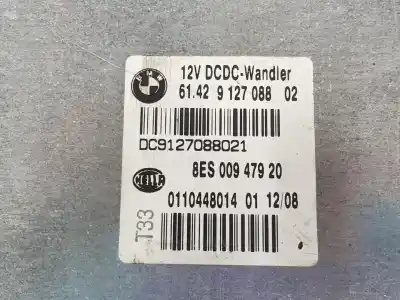 BMW
12V DCDC-Wandler
61.42 9 127 088 02
DC9127088021
8ES 009 479 20
HELLA
0110448014 01 12/08
T33